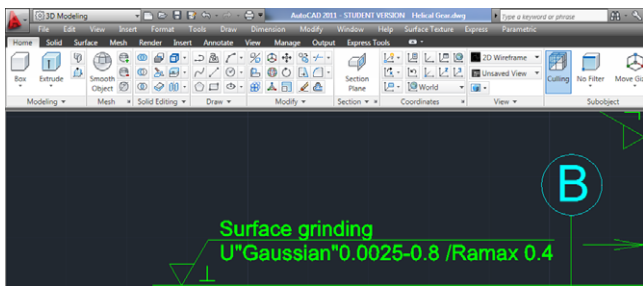 3D Modeling
AutoCAD 2011 - STUDENT VERSION Helical Gear.dwg
Type a keyword or phrase
File Edit View Insert Format Tools Draw Dimension Modify Window Help Surface Texture Express Parametric
Home Solid Surface Mesh Render Insert Annotate View Manage Output Express Tools
Box Extrude Smooth Object Section Plane 2D Wireframe Unsaved View World Culling No Filter Move Gi
Modeling Mesh Solid Editing Draw Modify Section Coordinates View Subobject
B
Surface grinding
U"Gaussian"0.0025-0.8 /Ramax 0.4